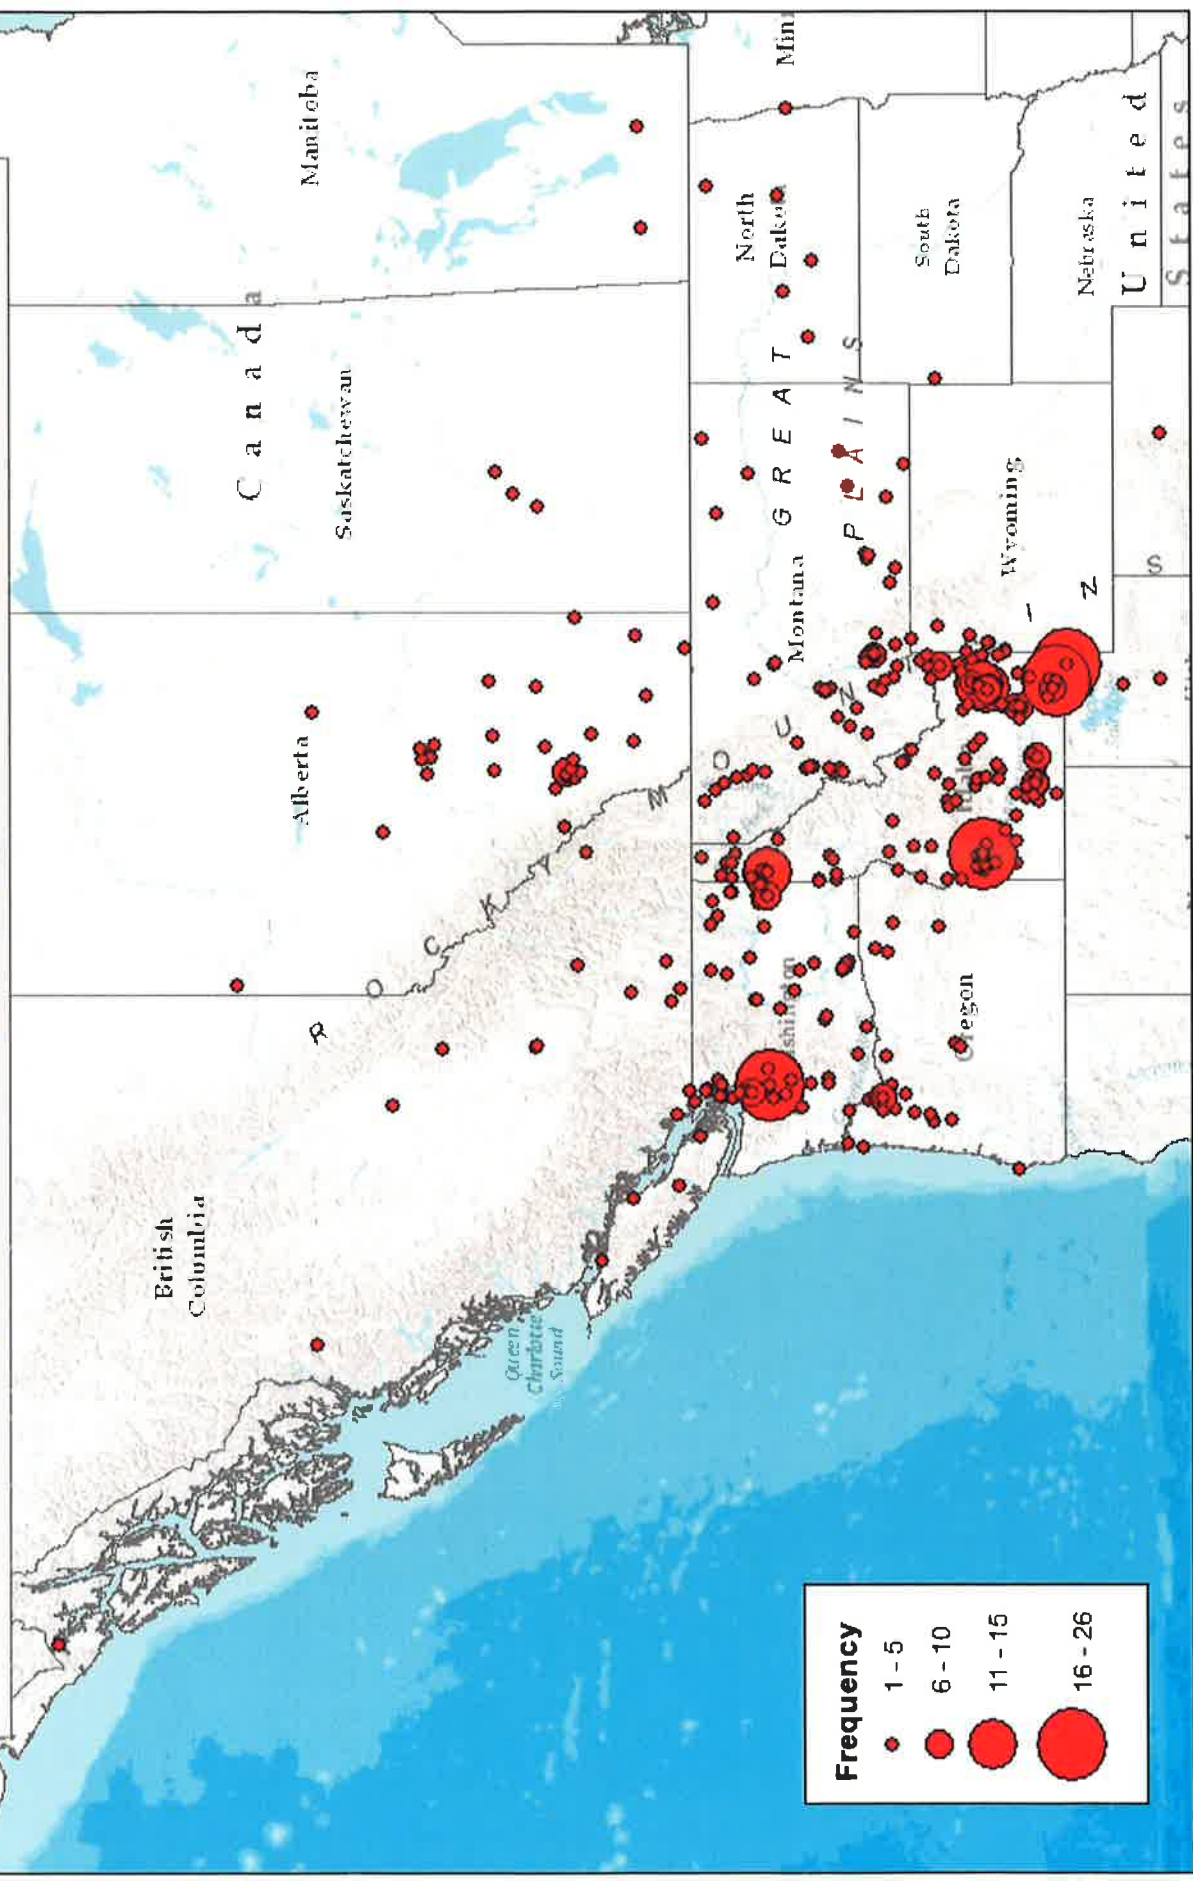 British
Columbia
Alberta
Saskatchewan
Manitoba
Canada
Queen
Charlotte
Sound
ROCKY MOUN
GREAT
PLAINS
Montana
North
Dakota
South
Dakota
Wyoming
Nebraska
Oregon
United
States
Frequency
1 - 5
6 - 10
11 - 15
16 - 26